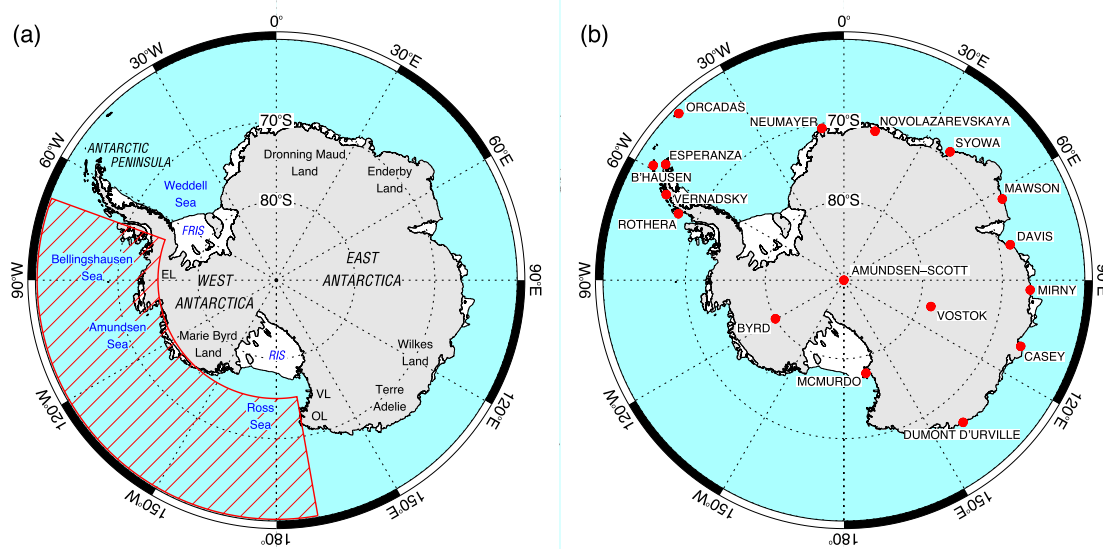 (a)
0°
30°W
30°E
60°W
60°E
90°W
90°E
120°W
120°E
150°W
150°E
180°
70°S
80°S
ANTARCTIC
PENINSULA
Dronning Maud
Land
Enderby
Land
Weddell
Sea
FRIS
Bellingshausen
Sea
EL
WEST
ANTARCTICA
EAST
ANTARCTICA
Amundsen
Sea
Marie Byrd
Land
RIS
Wilkes
Land
Terre
Adelie
VL
OL
Ross
Sea
(b)
0°
30°W
30°E
60°W
60°E
90°W
90°E
120°W
120°E
150°W
150°E
180°
70°S
80°S
ORCADAS
NEUMAYER
NOVOLAZAREVSKAYA
SYOWA
ESPERANZA
B'HAUSEN
VERNADSKY
ROTHERA
MAWSON
DAVIS
AMUNDSEN–SCOTT
MIRNY
VOSTOK
BYRD
CASEY
MCMURDO
DUMONT D'URVILLE